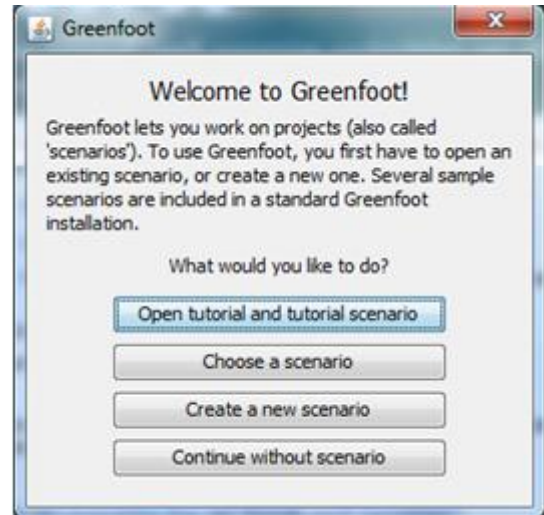 Greenfoot
Welcome to Greenfoot!
Greenfoot lets you work on projects (also called
'scenarios'). To use Greenfoot, you first have to open an
existing scenario, or create a new one. Several sample
scenarios are included in a standard Greenfoot
installation.
What would you like to do?
Open tutorial and tutorial scenario
Choose a scenario
Create a new scenario
Continue without scenario